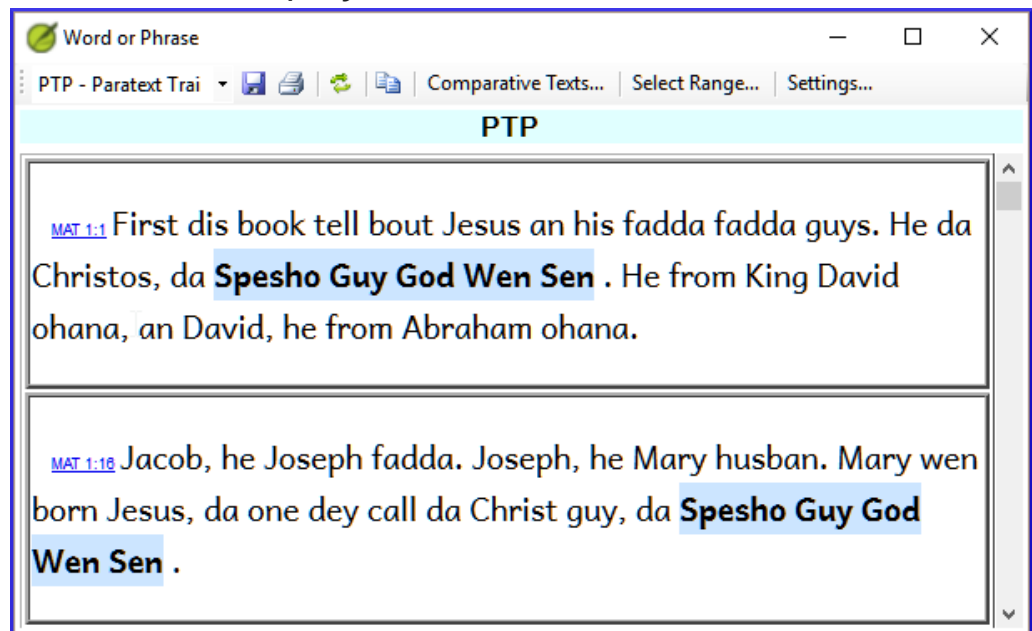 Word or Phrase
PTP - Paratext Trai Comparative Texts... Select Range... Settings...
PTP
MAT 1:1 First dis book tell bout Jesus an his fadda fadda guys. He da
Christos, da Spesho Guy God Wen Sen . He from King David
ohana, an David, he from Abraham ohana.
MAT 1:16 Jacob, he Joseph fadda. Joseph, he Mary husban. Mary wen
born Jesus, da one dey call da Christ guy, da Spesho Guy God
Wen Sen .